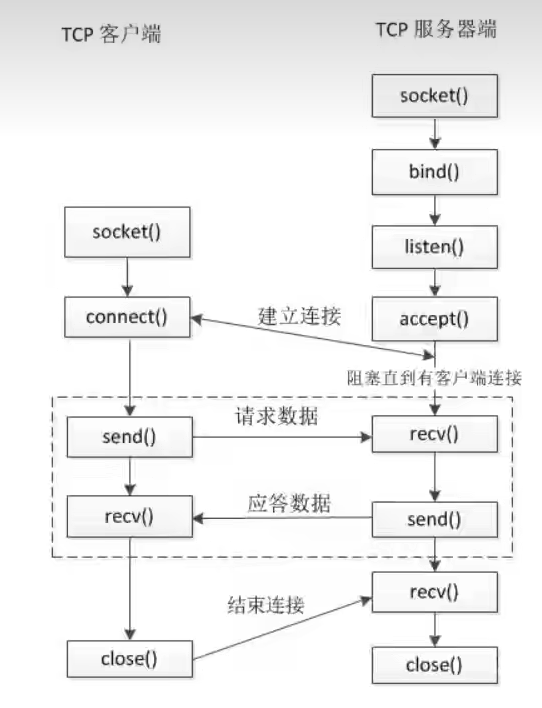 TCP 客户端
TCP 服务器端
socket()
bind()
socket()
listen()
connect()
建立连接
accept()
阻塞直到有客户端连接
send()
请求数据
recv()
recv()
应答数据
send()
结束连接
recv()
close()
close()